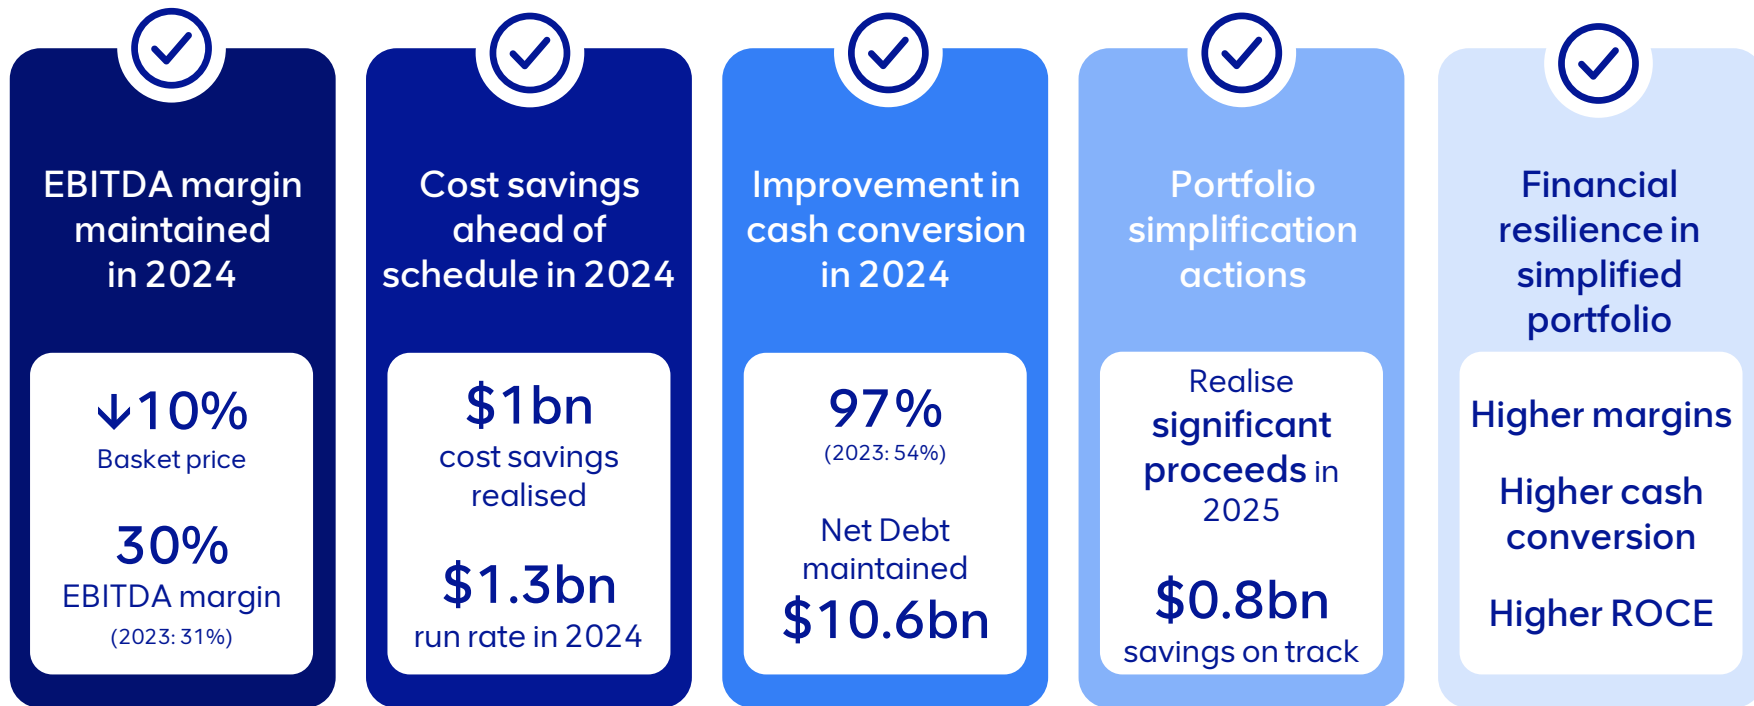 EBITDA margin
maintained
in 2024
↓10%
Basket price
30%
EBITDA margin
(2023: 31%)
Cost savings
ahead of
schedule in 2024
$1bn
cost savings
realised
$1.3bn
run rate in 2024
Improvement in
cash conversion
in 2024
97%
(2023: 54%)
Net Debt
maintained
$10.6bn
Portfolio
simplification
actions
Realise
significant
proceeds in
2025
$0.8bn
savings on track
Financial
resilience in
simplified
portfolio
Higher margins
Higher cash
conversion
Higher ROCE